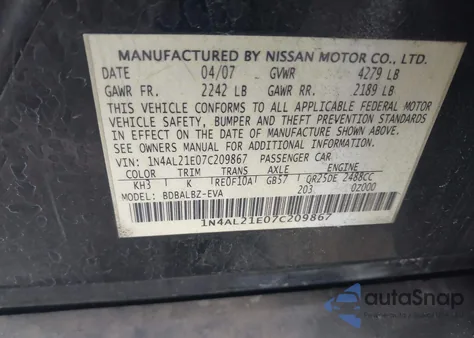 MANUFACTURED BY NISSAN MOTOR CO., LTD.
DATE 04/07 GVWR 4279 LB
GAWR FR. 2242 LB GAWR RR. 2189 LB
THIS VEHICLE CONFORMS TO ALL APPLICABLE FEDERAL MOTOR
VEHICLE SAFETY, BUMPER AND THEFT PREVENTION STANDARDS
IN EFFECT ON THE DATE OF MANUFACTURE SHOWN ABOVE.
SEE OWNERS MANUAL FOR ADDITIONAL INFORMATION.
VIN: 1N4AL21E07C209867 PASSENGER CAR
COLOR TRIM TRANS AXLE ENGINE
KH3 K RE0F10A GB57 QR25DE 2488CC
MODEL: BDBALBZ-EVA 203 0Z000
1N4AL21E07C209867
autoSnap